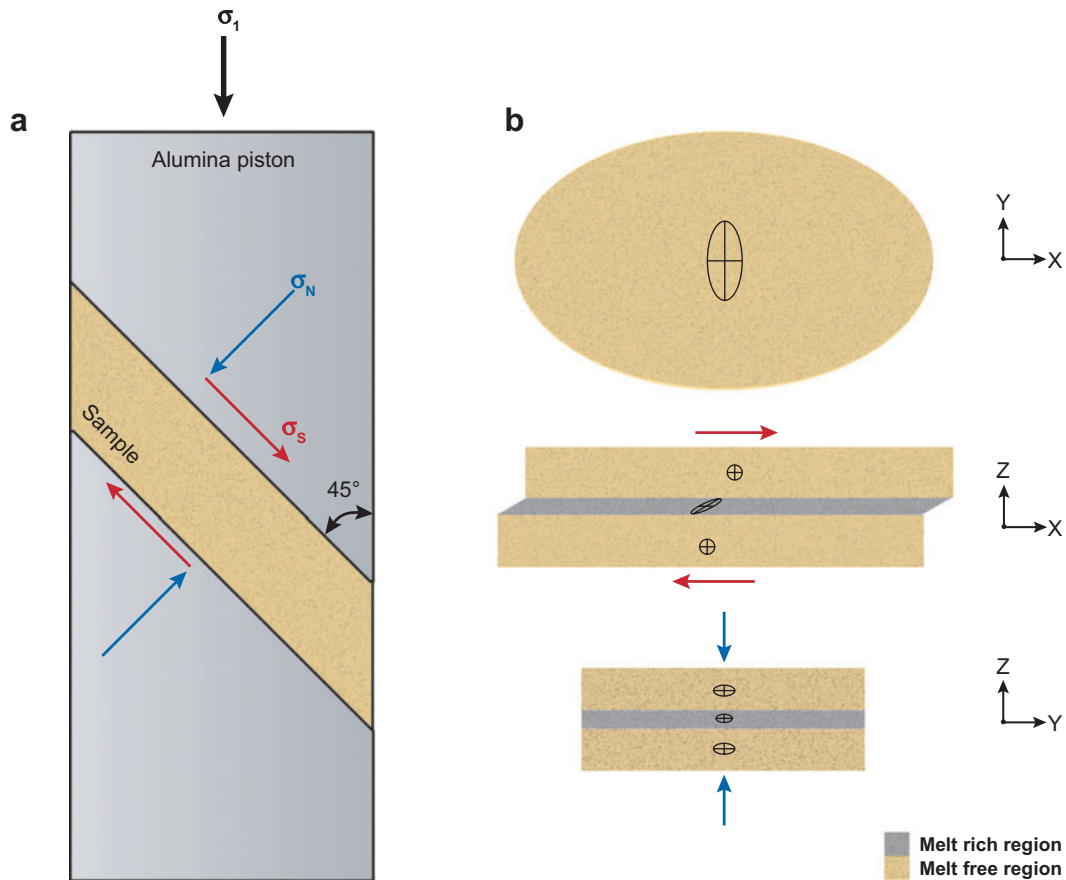 σ1
a
b
Alumina piston
σN
σS
Sample
45°
Y
X
Z
X
Z
Y
Melt rich region
Melt free region